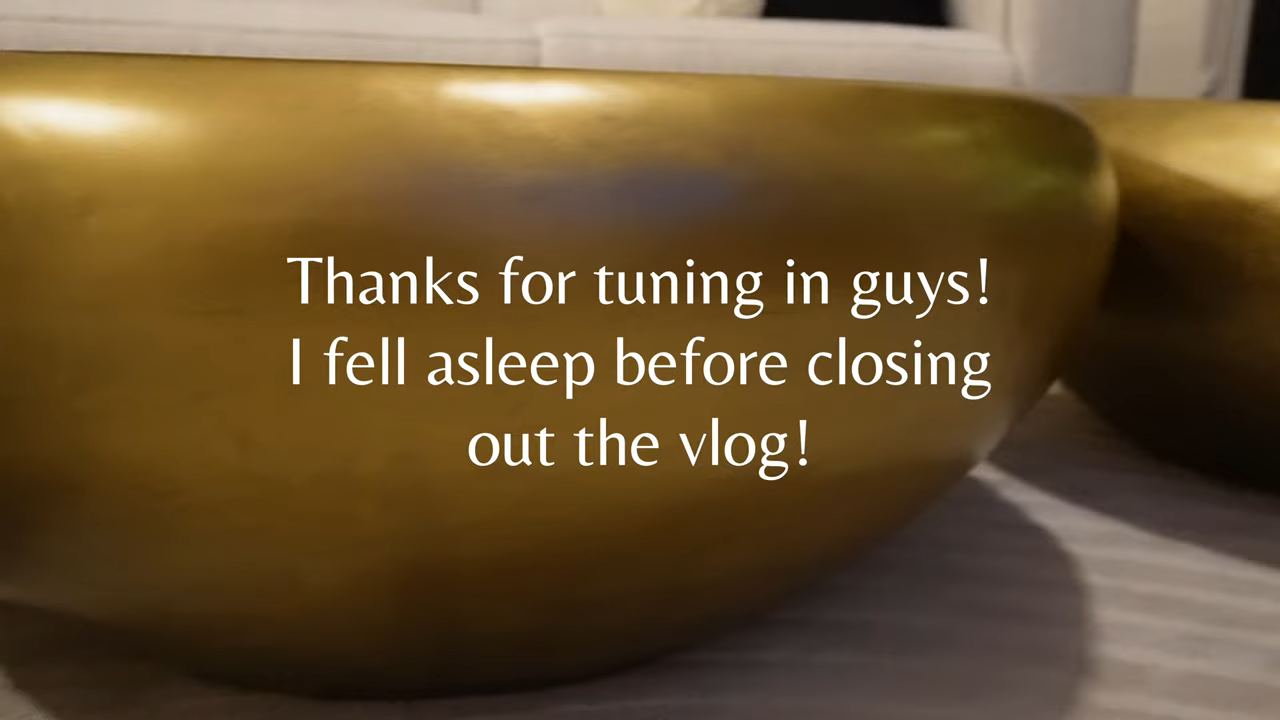 Thanks for tuning in guys!
I fell asleep before closing
out the vlog!